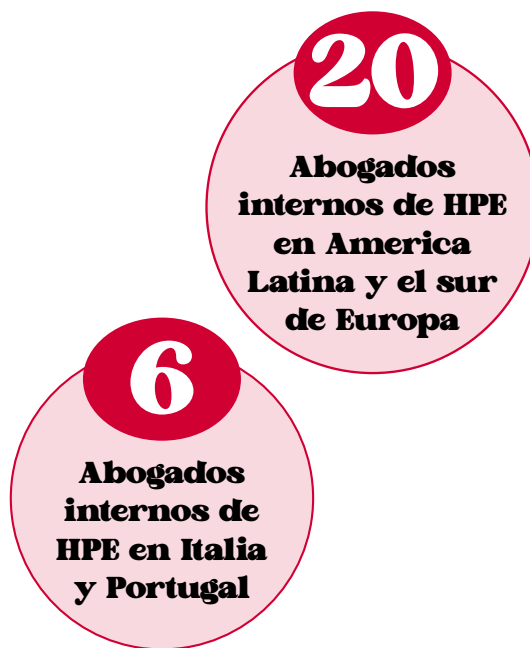 20
Abogados
internos de HPE
en America
Latina y el sur
de Europa
6
Abogados
internos de
HPE en Italia
y Portugal